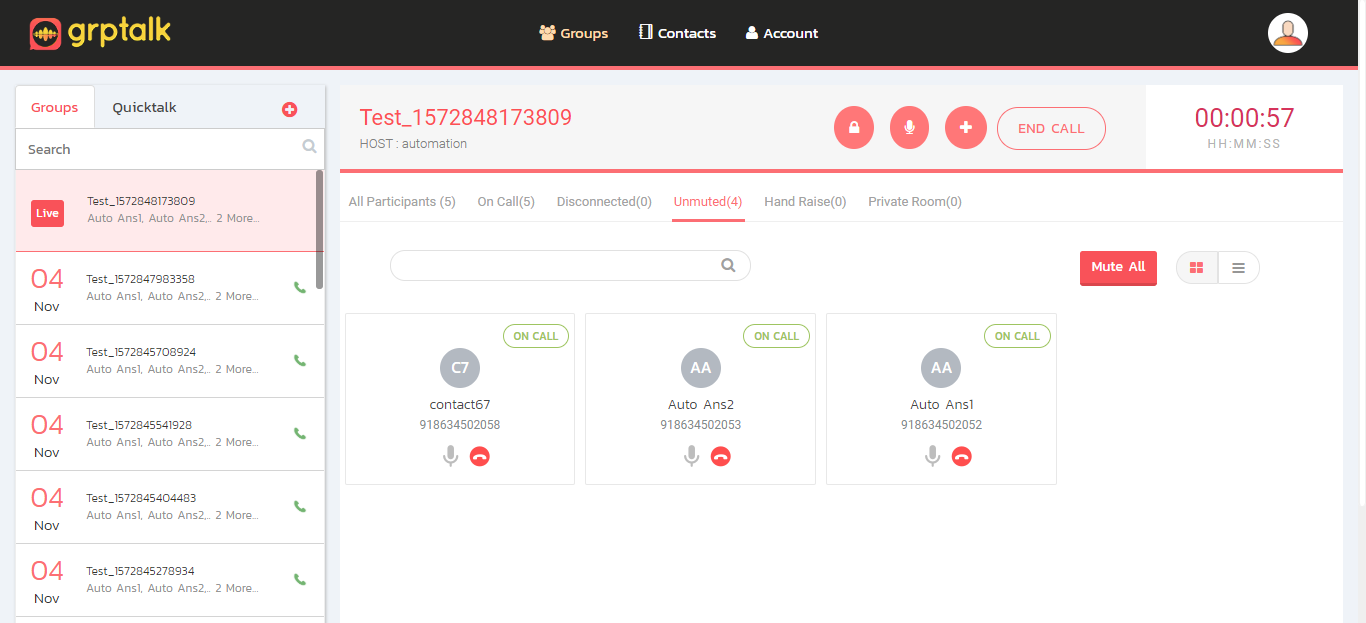 grptalk
Groups Contacts Account
Groups Quicktalk
Search
Live
Test_1572848173809
Auto Ans1, Auto Ans2,.. 2 More...
04
Nov
Test_1572847983358
Auto Ans1, Auto Ans2,.. 2 More...
04
Nov
Test_1572845708924
Auto Ans1, Auto Ans2,.. 2 More...
04
Nov
Test_1572845541928
Auto Ans1, Auto Ans2,.. 2 More...
04
Nov
Test_1572845404483
Auto Ans1, Auto Ans2,.. 2 More...
04
Nov
Test_1572845278934
Auto Ans1, Auto Ans2,.. 2 More...
Test_1572848173809
HOST : automation
END CALL
00:00:57
HH:MM:SS
All Participants (5) On Call(5) Disconnected(0) Unmuted(4) Hand Raise(0) Private Room(0)
Mute All
ON CALL
C7
contact67
918634502058
ON CALL
AA
Auto Ans2
918634502053
ON CALL
AA
Auto Ans1
918634502052